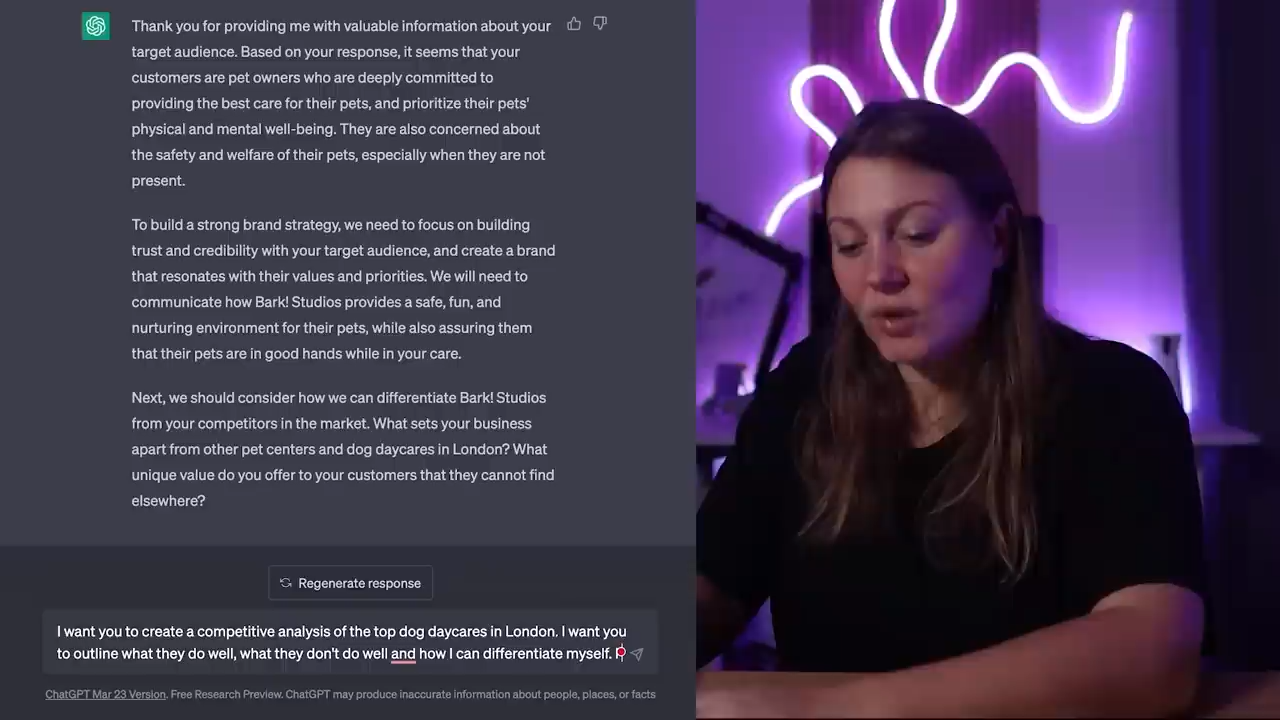 Thank you for providing me with valuable information about your
target audience. Based on your response, it seems that your
customers are pet owners who are deeply committed to
providing the best care for their pets, and prioritize their pets'
physical and mental well-being. They are also concerned about
the safety and welfare of their pets, especially when they are not
present.
To build a strong brand strategy, we need to focus on building
trust and credibility with your target audience, and create a brand
that resonates with their values and priorities. We will need to
communicate how Bark! Studios provides a safe, fun, and
nurturing environment for their pets, while also assuring them
that their pets are in good hands while in your care.
Next, we should consider how we can differentiate Bark! Studios
from your competitors in the market. What sets your business
apart from other pet centers and dog daycares in London? What
unique value do you offer to your customers that they cannot find
elsewhere?
Regenerate response
I want you to create a competitive analysis of the top dog daycares in London. I want you
to outline what they do well, what they don't do well and how I can differentiate myself.
ChatGPT Mar 23 Version. Free Research Preview. ChatGPT may produce inaccurate information about people, places, or facts